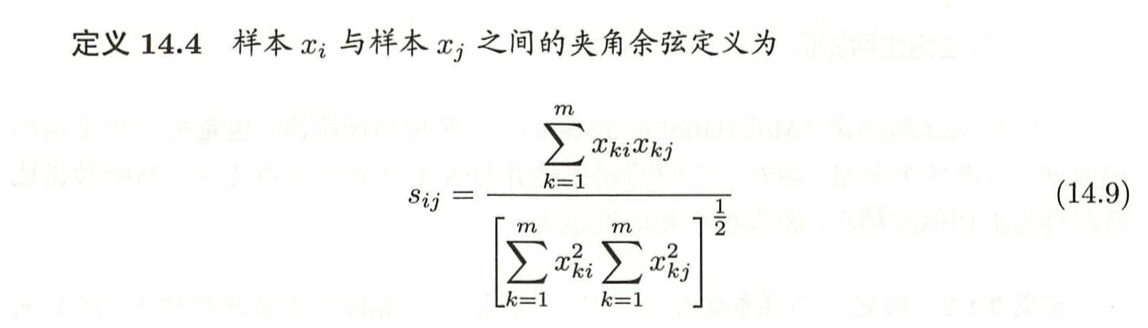 定义 14.4 样本 $x_i$ 与样本 $x_j$ 之间的夹角余弦定义为
$$s_{ij} = \frac{\sum_{k=1}^{m} x_{ki} x_{kj}}{\left[ \sum_{k=1}^{m} x_{ki}^2 \sum_{k=1}^{m} x_{kj}^2 \right]^{\frac{1}{2}}}$$ (14.9)